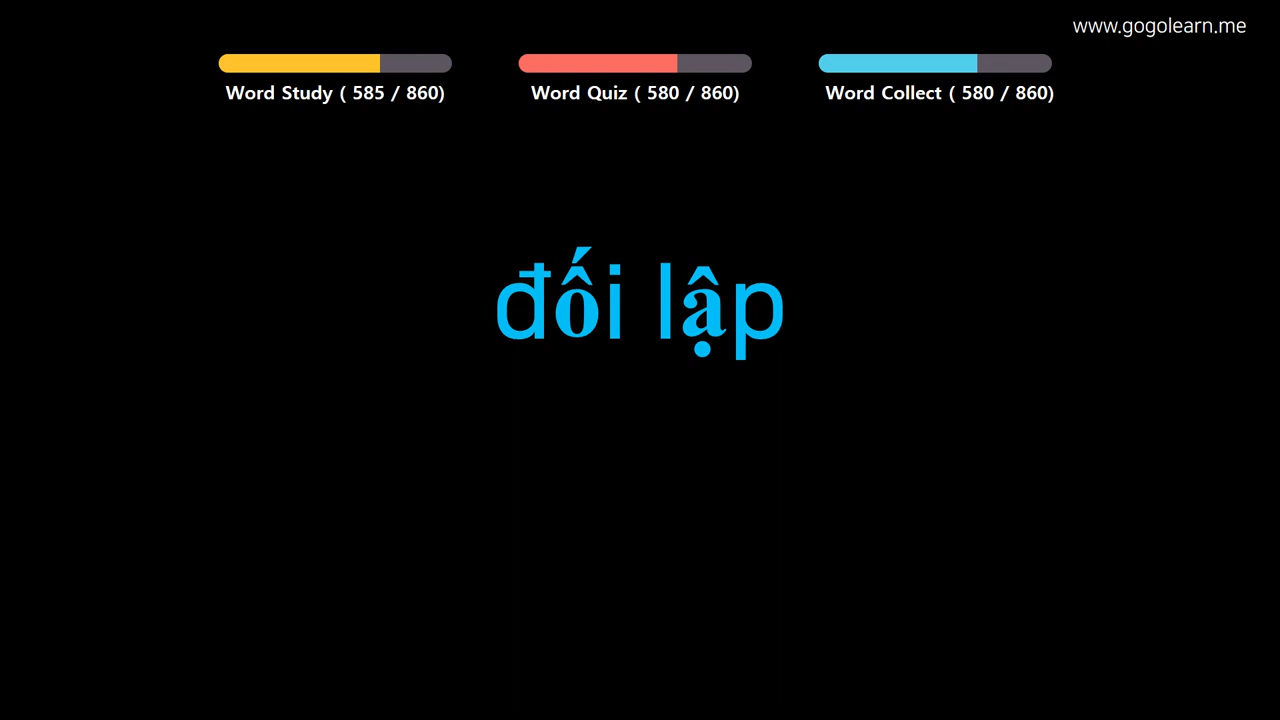 www.gogolearn.me
Word Study ( 585 / 860)
Word Quiz ( 580 / 860)
Word Collect ( 580 / 860)
đối lập